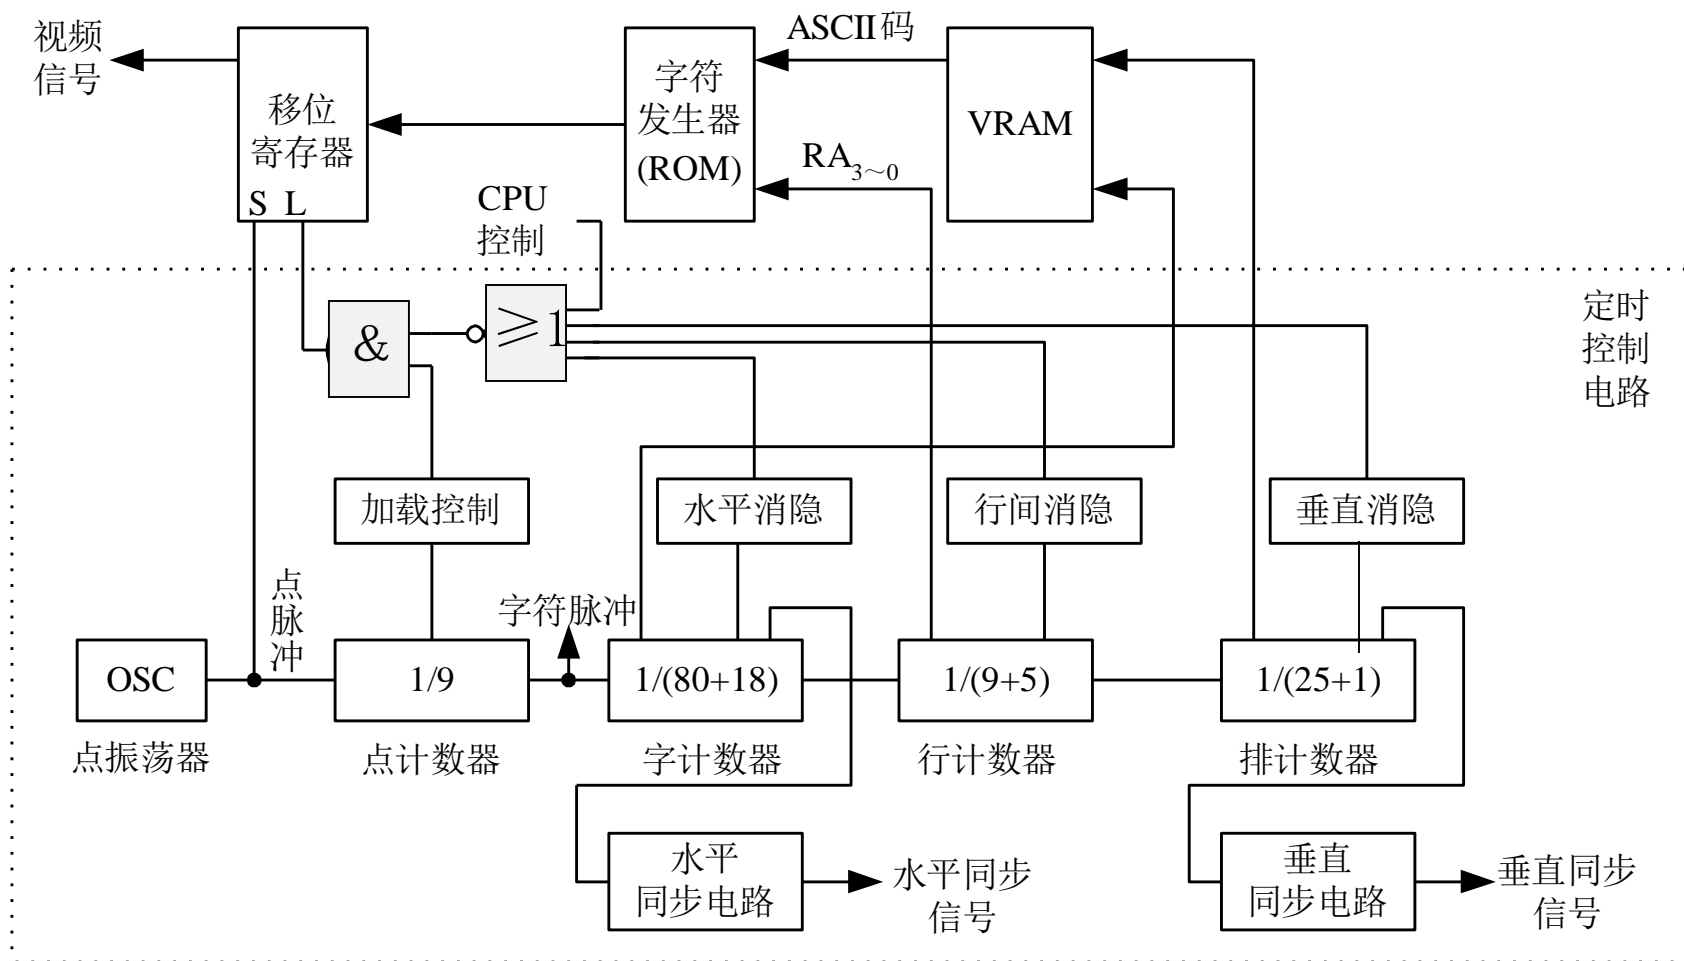 视频
信号
移位
寄存器
S L
字符
发生器
(ROM)
ASCII码
RA3~0
VRAM
CPU
控制
定时
控制
电路
&
≥1
加载控制
水平消隐
行间消隐
垂直消隐
点
脉
冲
字符脉冲
OSC
1/9
1/(80+18)
1/(9+5)
1/(25+1)
点振荡器
点计数器
字计数器
行计数器
排计数器
水平
同步电路
水平同步
信号
垂直
同步电路
垂直同步
信号